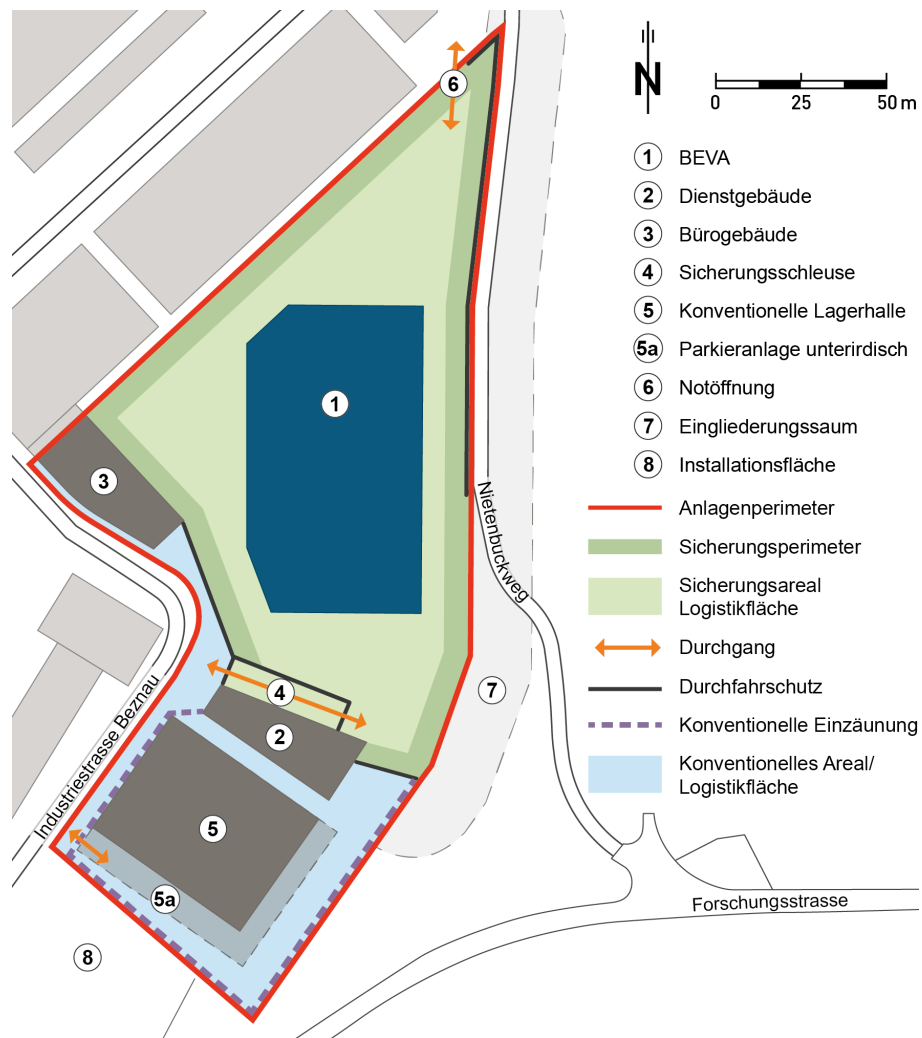 N
0
25
50 m
1 BEVA
2 Dienstgebäude
3 Bürogebäude
4 Sicherungsschleuse
5 Konventionelle Lagerhalle
5a Parkieranlage unterirdisch
6 Notöffnung
7 Eingliederungssaum
8 Installationsfläche
Anlagenperimeter
Sicherungsperimeter
Sicherungsareal
Logistikfläche
Durchgang
Durchfahrschutz
Konventionelle Einzäunung
Konventionelles Areal/
Logistikfläche
6
1
3
Nietenbuckweg
4
7
2
Industriestrasse Beznau
5
5a
Forschungsstrasse
8